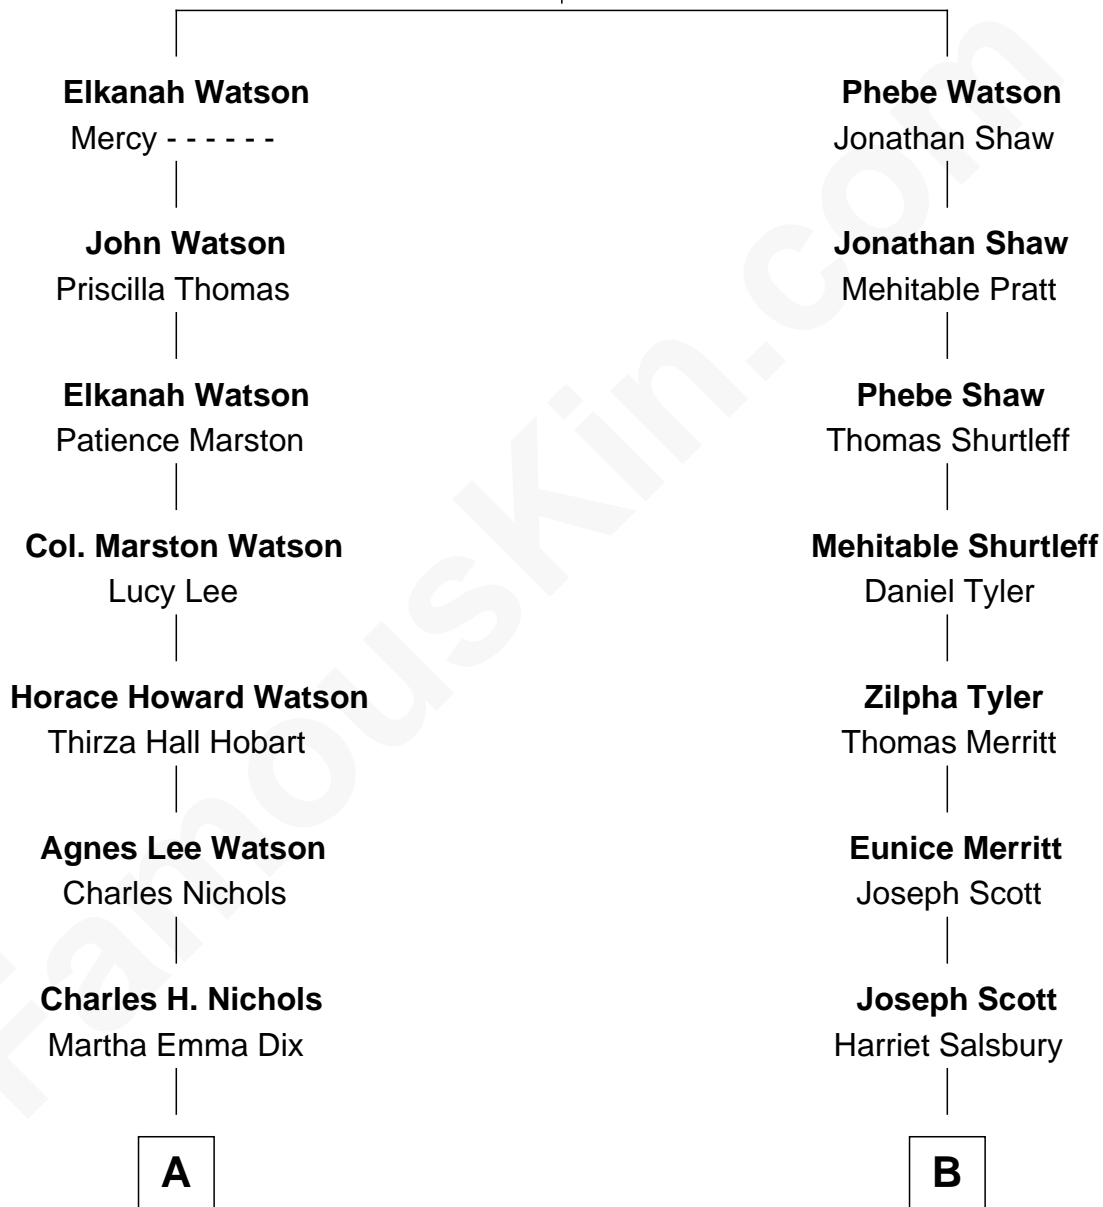 Elkanah Watson
Mercy - - - - - -
John Watson
Priscilla Thomas
Elkanah Watson
Patience Marston
Col. Marston Watson
Lucy Lee
Horace Howard Watson
Thirza Hall Hobart
Agnes Lee Watson
Charles Nichols
Charles H. Nichols
Martha Emma Dix
A
Phebe Watson
Jonathan Shaw
Jonathan Shaw
Mehitable Pratt
Phebe Shaw
Thomas Shurtleff
Mehitable Shurtleff
Daniel Tyler
Zilpha Tyler
Thomas Merritt
Eunice Merritt
Joseph Scott
Joseph Scott
Harriet Salsbury
B
FamousKin.com